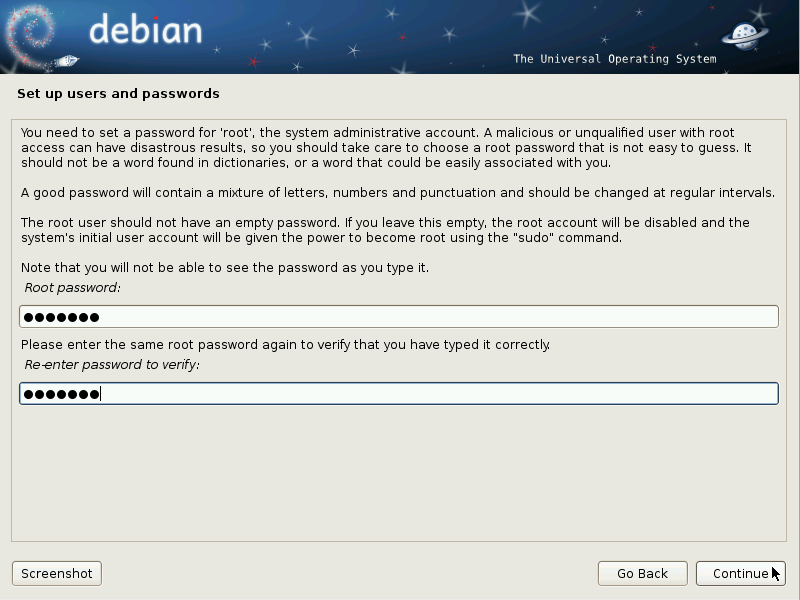 debian
The Universal Operating System
Set up users and passwords
You need to set a password for 'root', the system administrative account. A malicious or unqualified user with root
access can have disastrous results, so you should take care to choose a root password that is not easy to guess. It
should not be a word found in dictionaries, or a word that could be easily associated with you.
A good password will contain a mixture of letters, numbers and punctuation and should be changed at regular intervals.
The root user should not have an empty password. If you leave this empty, the root account will be disabled and the
system's initial user account will be given the power to become root using the "sudo" command.
Note that you will not be able to see the password as you type it.
Root password:
●●●●●●●
Please enter the same root password again to verify that you have typed it correctly.
Re-enter password to verify:
●●●●●●●
Screenshot
Go Back
Continue